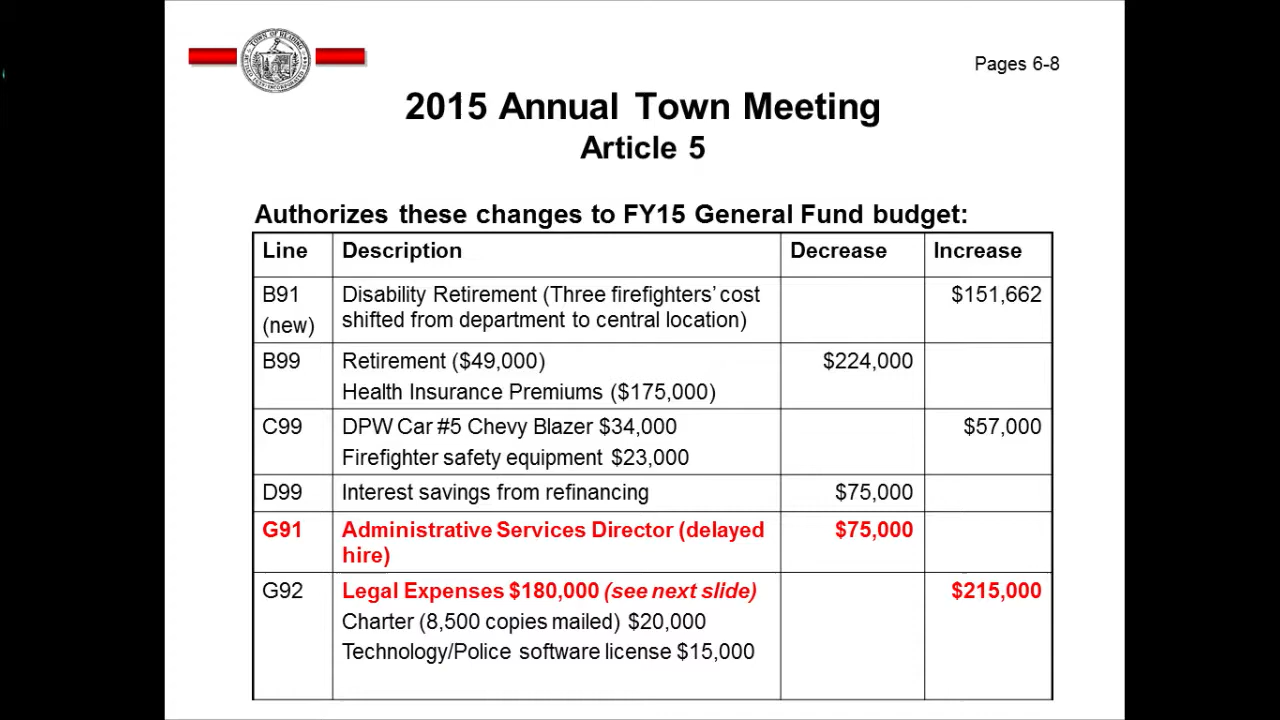 TOWN OF READING
Pages 6-8
2015 Annual Town Meeting
Article 5
Authorizes these changes to FY15 General Fund budget:
Line Description Decrease Increase
B91 Disability Retirement (Three firefighters’ cost $151,662
(new) shifted from department to central location)
B99 Retirement ($49,000) $224,000
Health Insurance Premiums ($175,000)
C99 DPW Car #5 Chevy Blazer $34,000 $57,000
Firefighter safety equipment $23,000
D99 Interest savings from refinancing $75,000
G91 Administrative Services Director (delayed $75,000
hire)
G92 Legal Expenses $180,000 (see next slide) $215,000
Charter (8,500 copies mailed) $20,000
Technology/Police software license $15,000